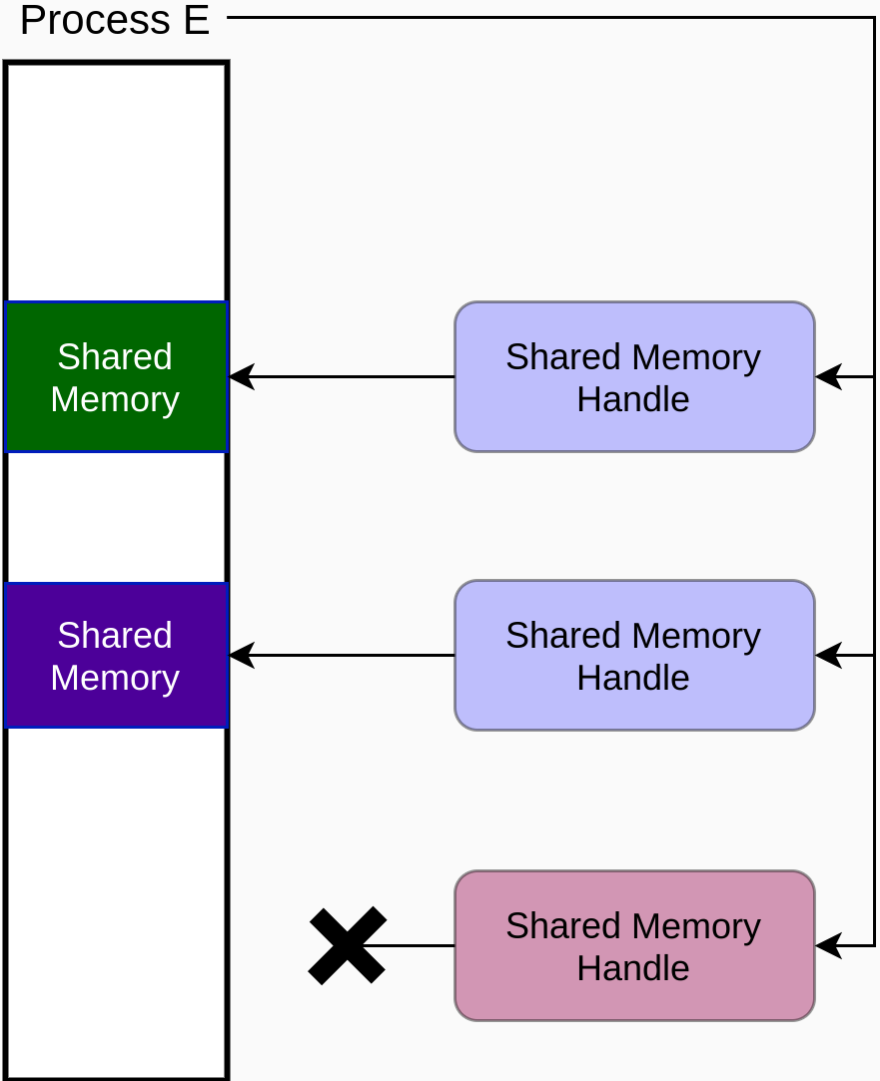 Process E
Shared
Memory
Shared Memory
Handle
Shared
Memory
Shared Memory
Handle
Shared Memory
Handle